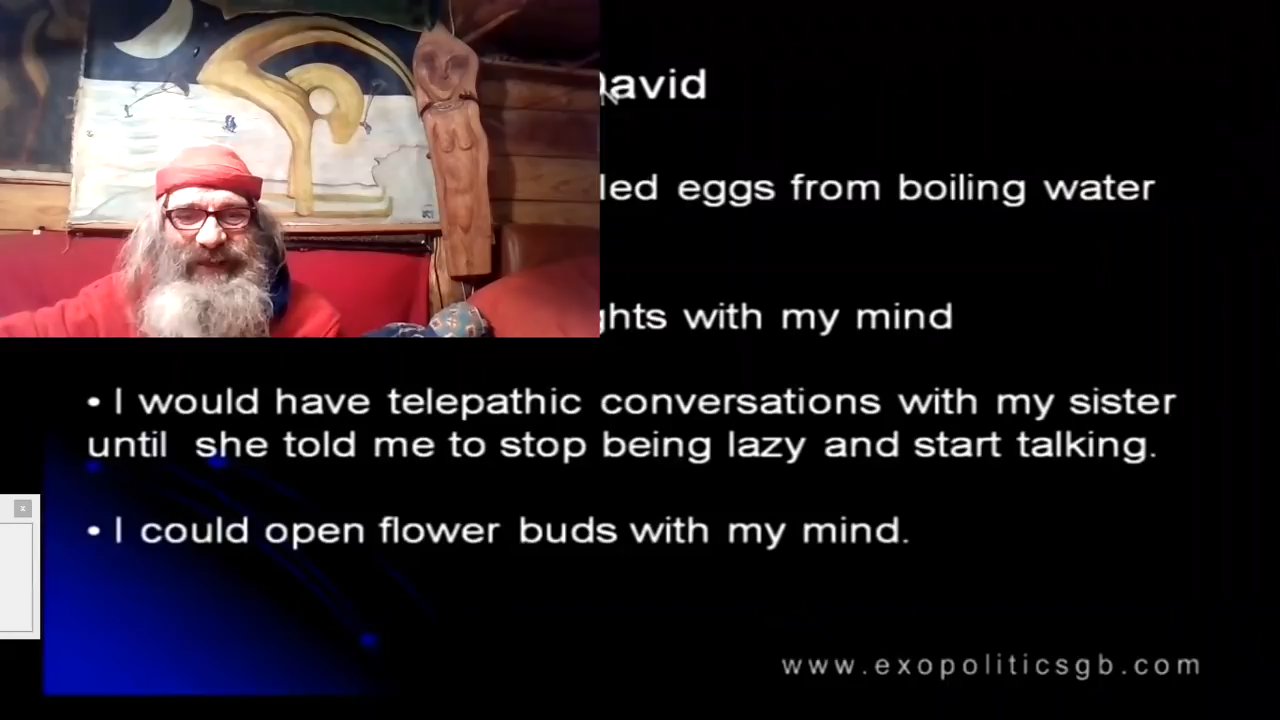 David
led eggs from boiling water
ghts with my mind
• I would have telepathic conversations with my sister
until she told me to stop being lazy and start talking.
• I could open flower buds with my mind.
www.exopoliticsgb.com